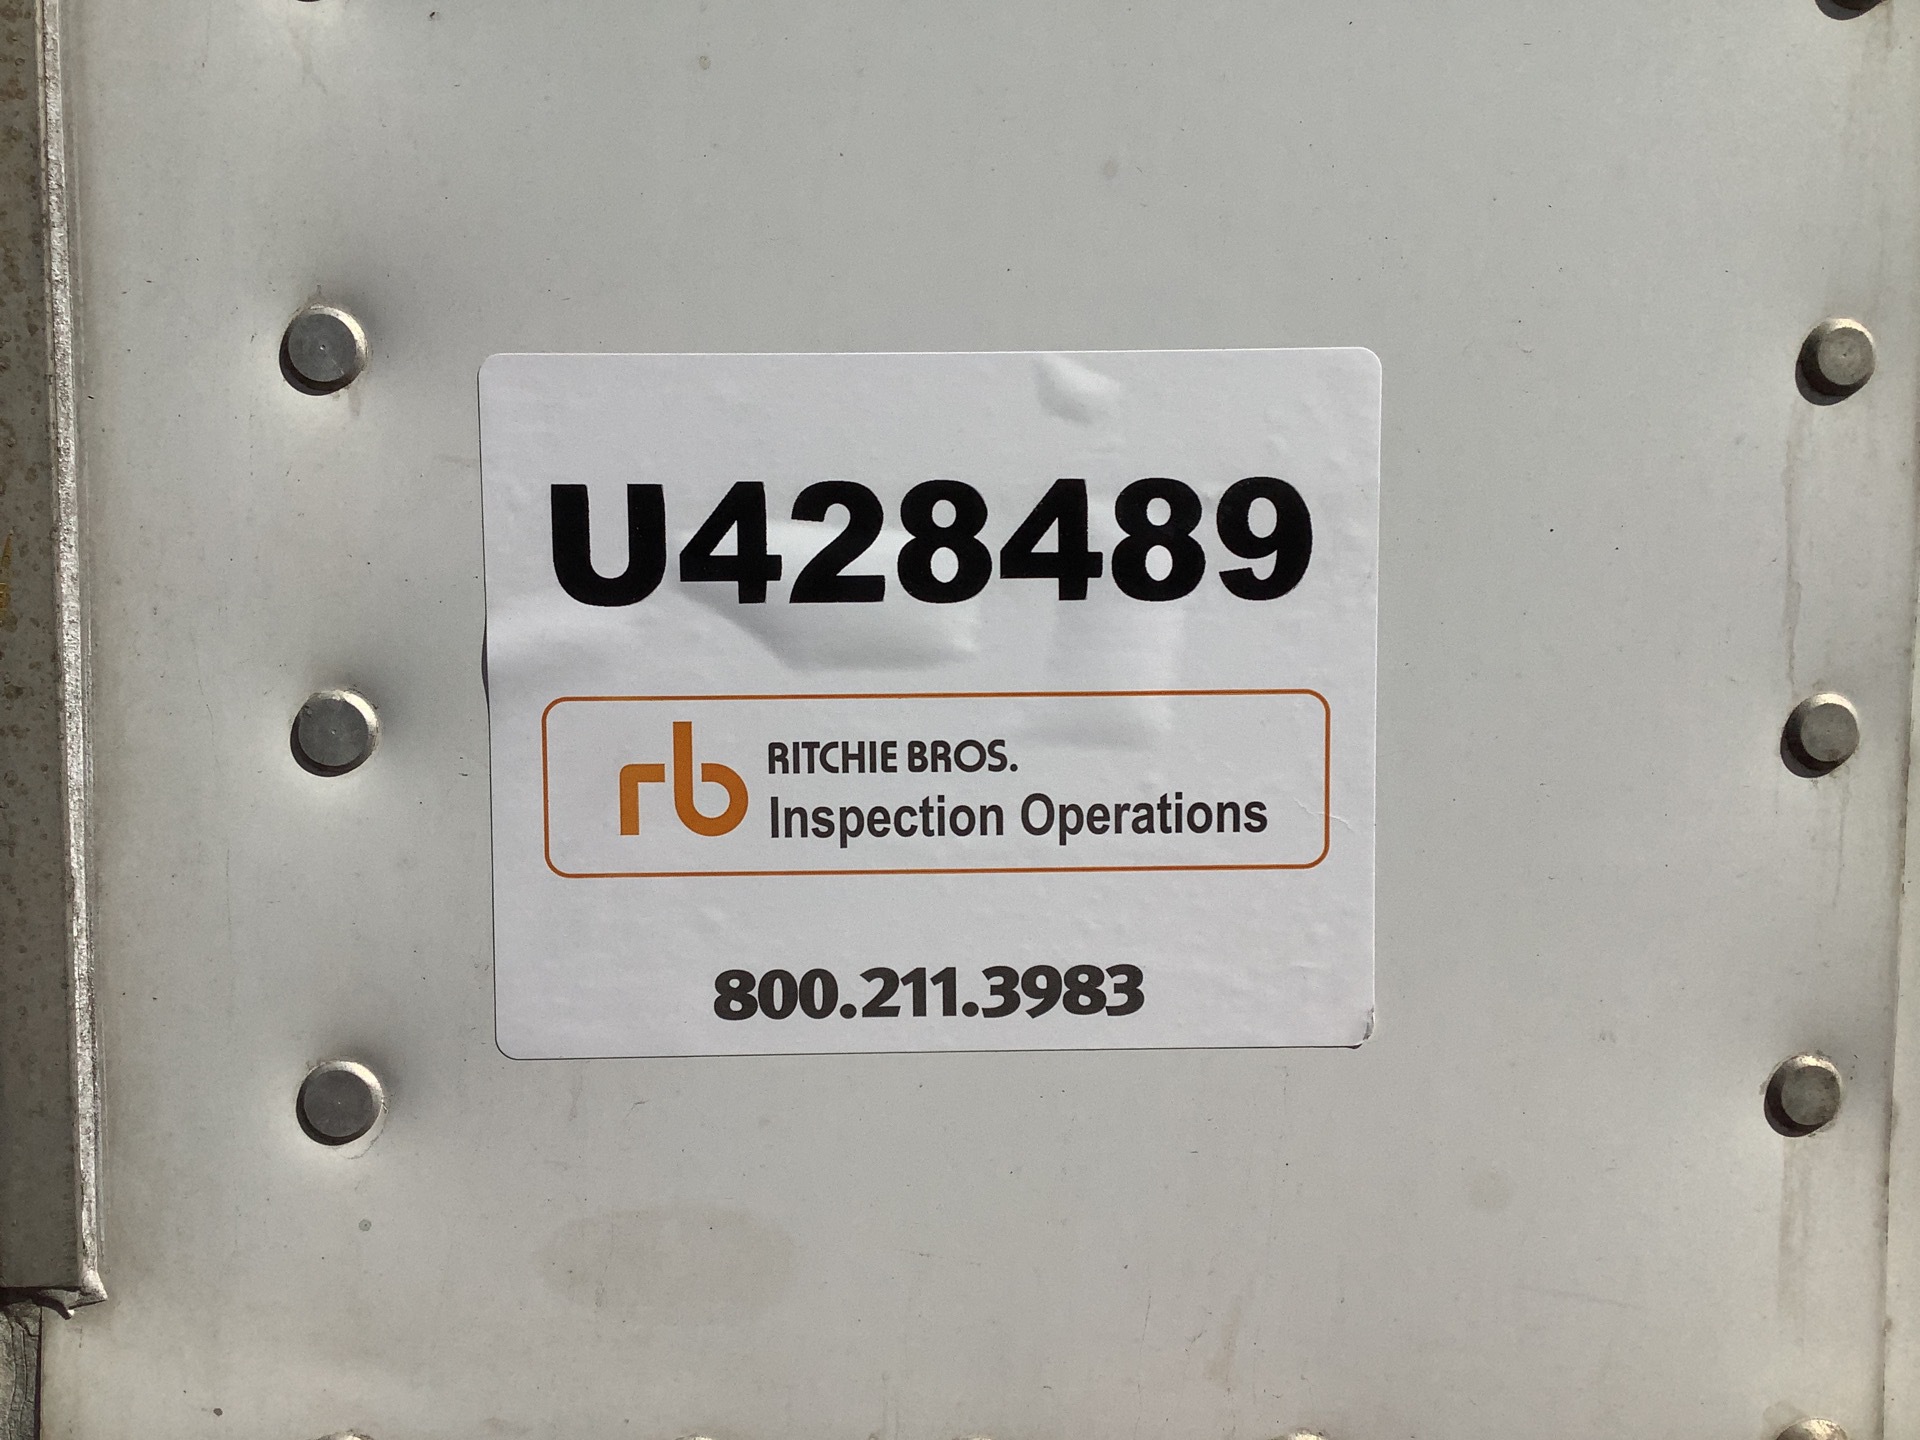 U428489
rb RITCHIE BROS.
Inspection Operations
800.211.3983